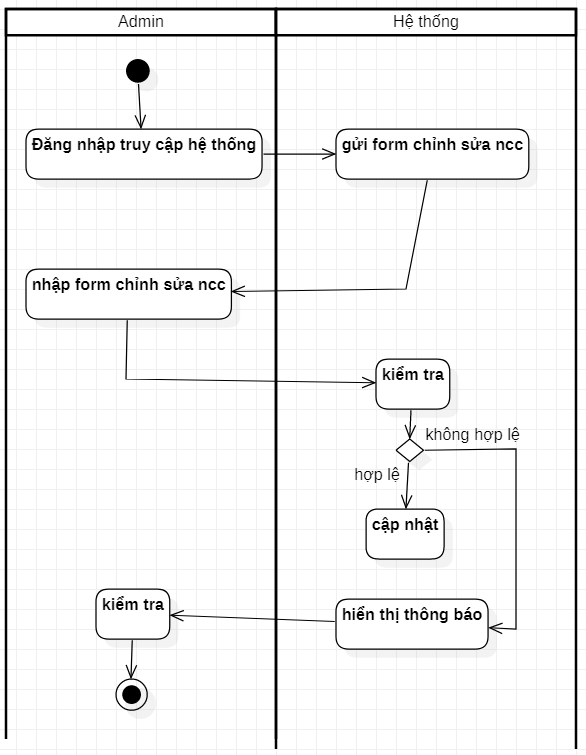 Admin
Hệ thống
Đăng nhập truy cập hệ thống
gửi form chỉnh sửa ncc
nhập form chỉnh sửa ncc
kiểm tra
không hợp lệ
hợp lệ
cập nhật
kiểm tra
hiển thị thông báo